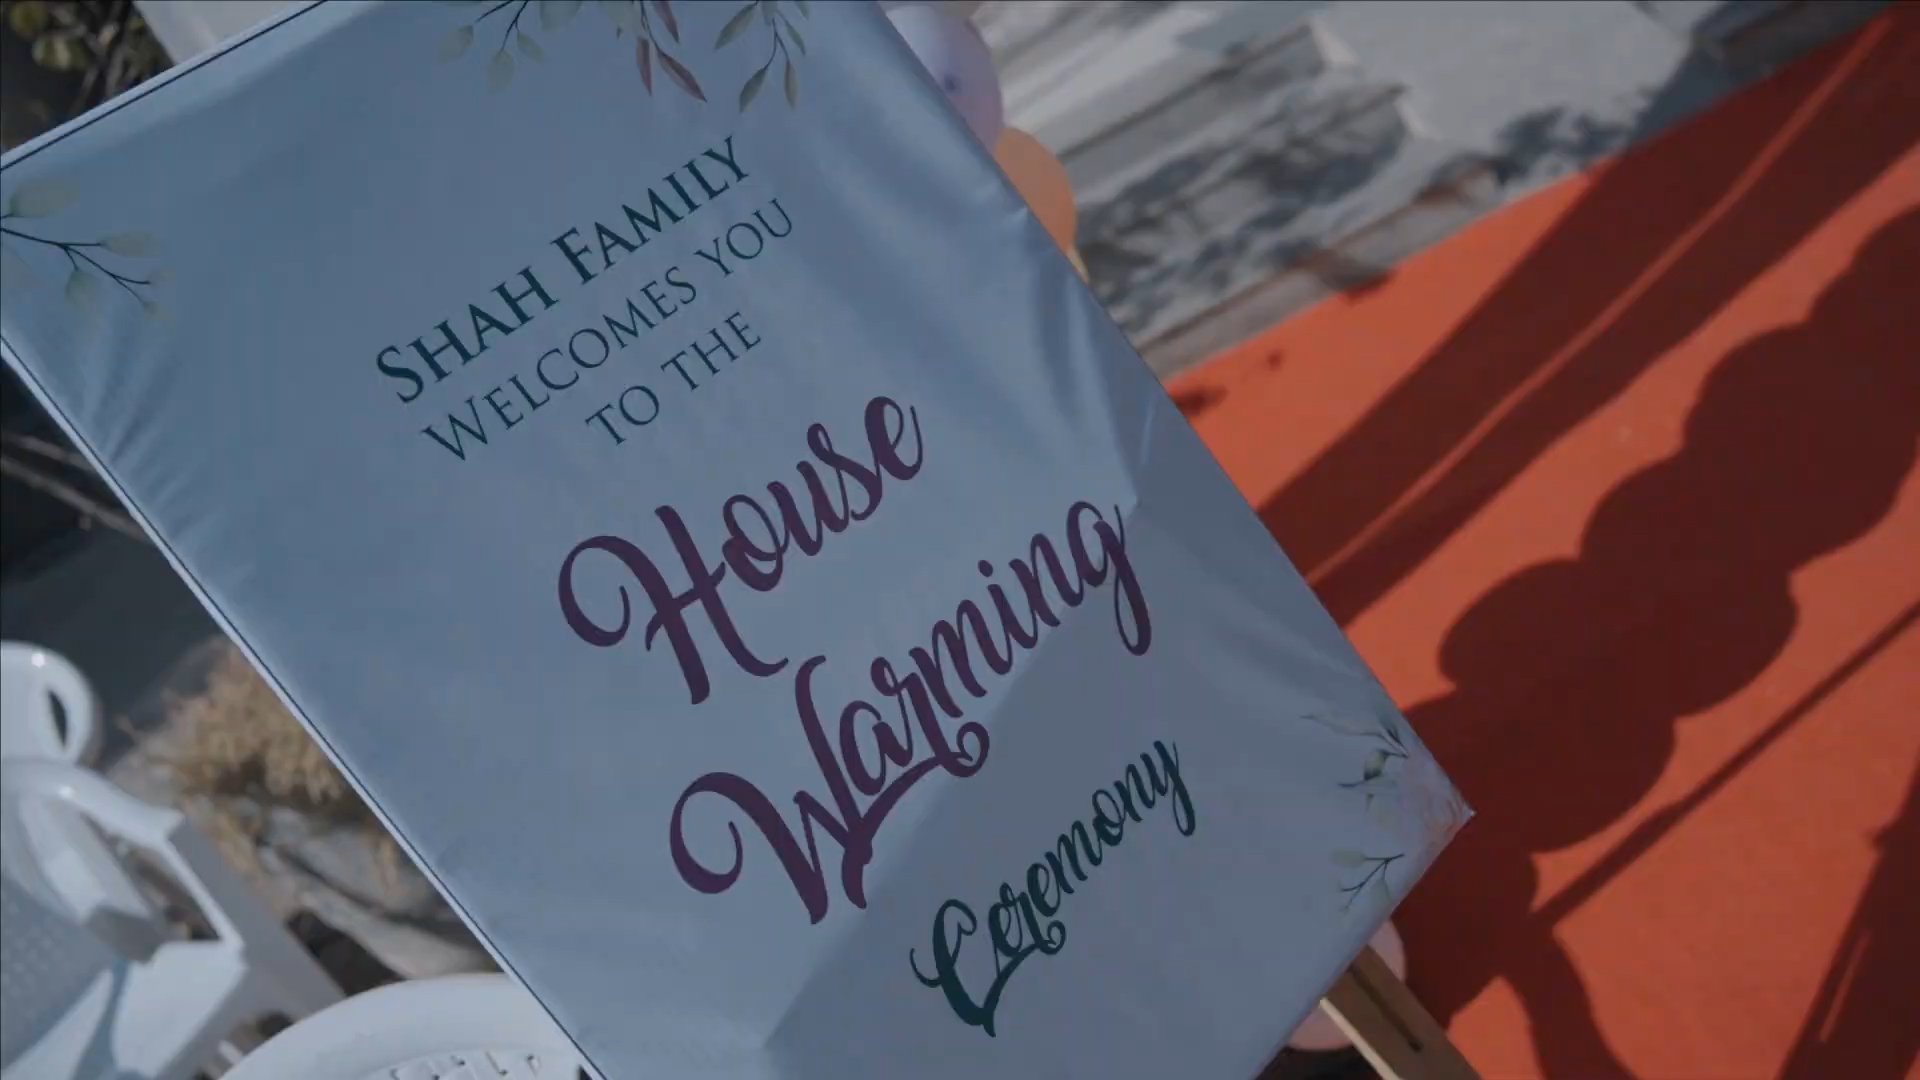 SHAH FAMILY
WELCOMES YOU
TO THE
House
Warming
Ceremony